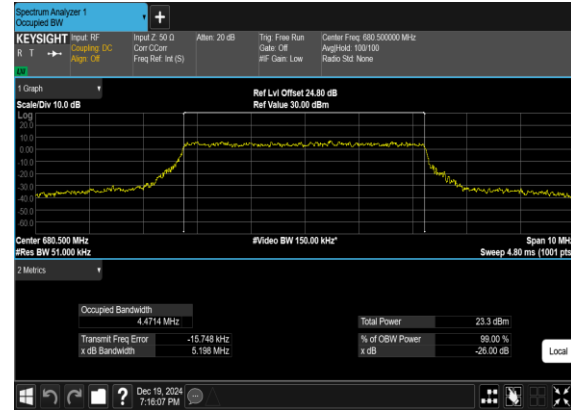 Spectrum Analyzer 1
Occupied BW
+
KEYSIGHT Input: RF Input Z: 50 Ω Atten: 20 dB Trig: Free Run Center Freq: 680.500000 MHz
R T Coupling: DC Corr CCorr Gate: Off Avg|Hold: 100/100
Align: Off Freq Ref: Int (S) #IF Gain: Low Radio Std: None
LV
1 Graph
Ref Lvl Offset 24.80 dB
Scale/Div 10.0 dB Ref Value 30.00 dBm
Log
20.0
10.0
0.00
-10.0
-20.0
-30.0
-40.0
-50.0
-60.0
Center 680.500 MHz #Video BW 150.00 kHz* Span 10 MHz
#Res BW 51.000 kHz Sweep 4.80 ms (1001 pts
2 Metrics
Occupied Bandwidth
4.4714 MHz Total Power 23.3 dBm
Transmit Freq Error -15.748 kHz % of OBW Power 99.00 %
x dB Bandwidth 5.198 MHz x dB -26.00 dB
Local
? Dec 19, 2024
7:16:07 PM